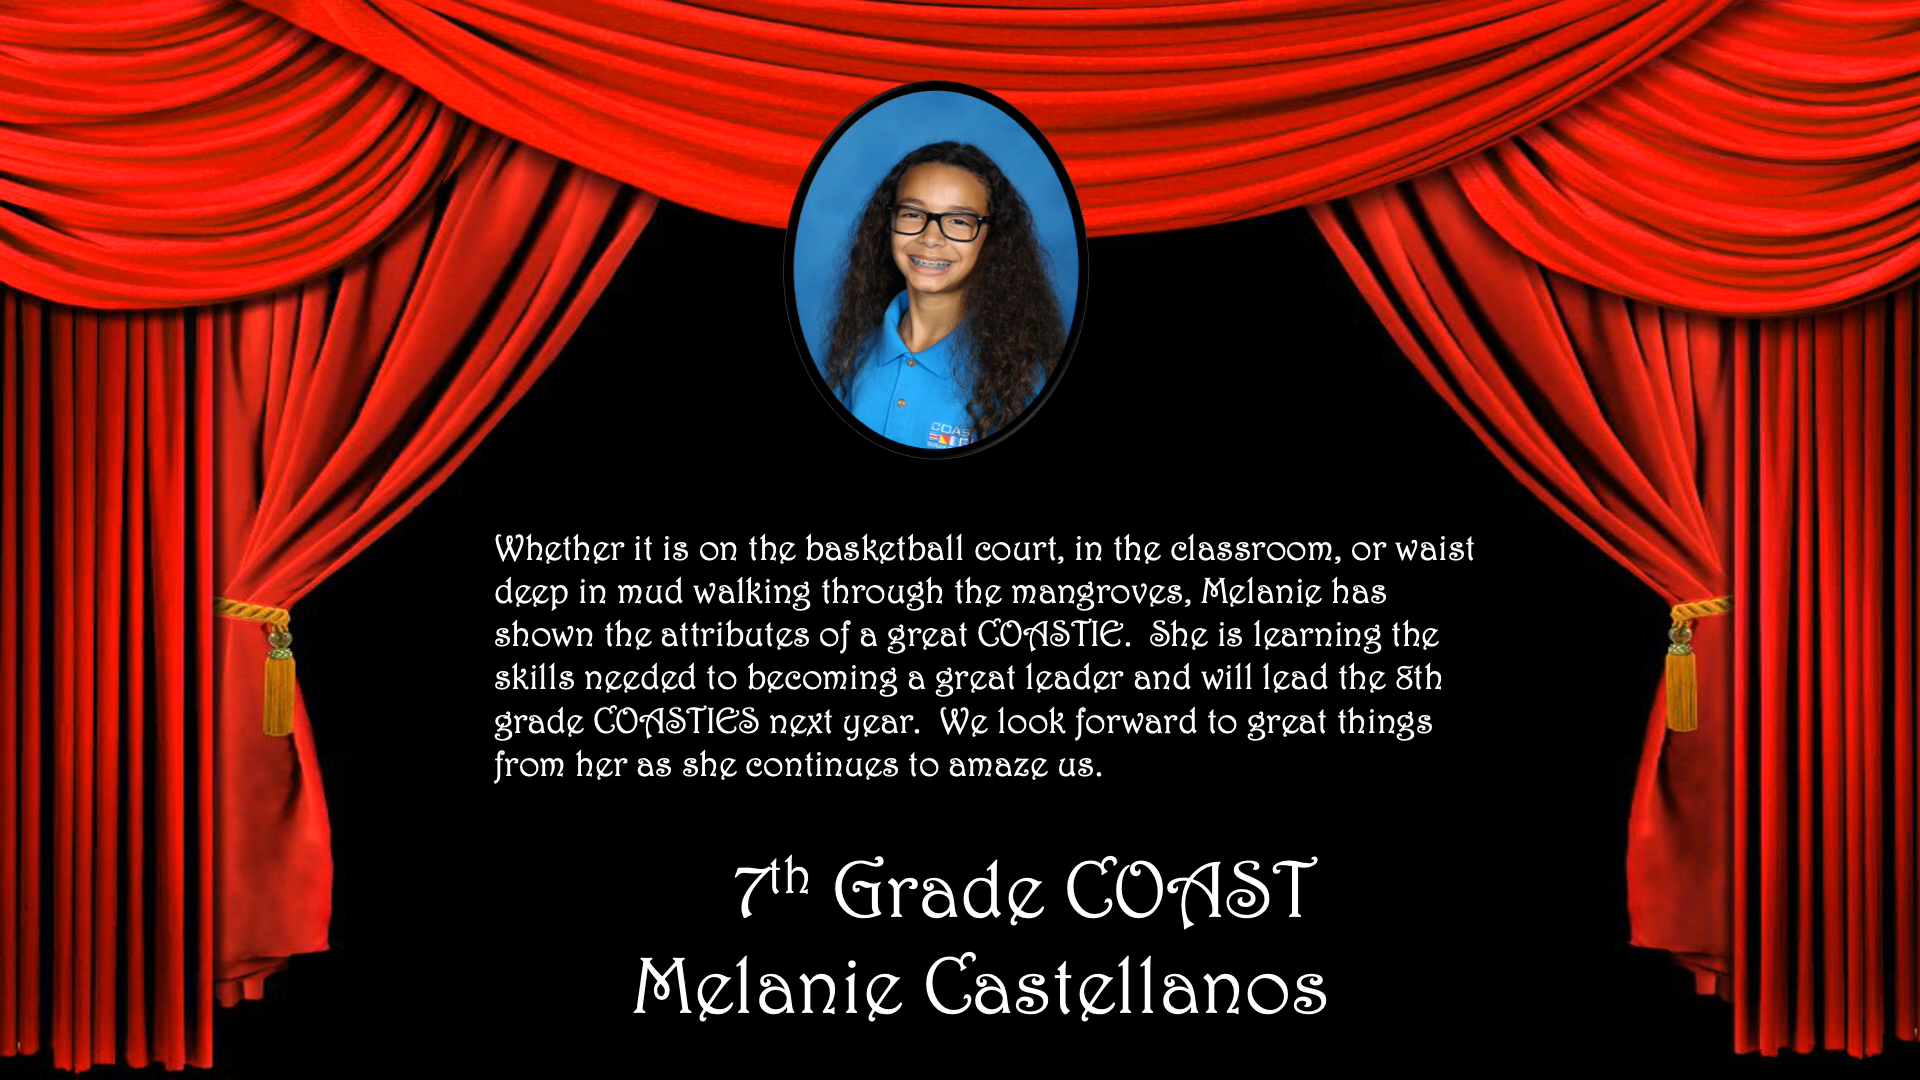 COAS
Whether it is on the basketball court, in the classroom, or waist
deep in mud walking through the mangroves, Melanie has
shown the attributes of a great COASTIE.  She is learning the
skills needed to becoming a great leader and will lead the 8th
grade COASTIES next year.  We look forward to great things
from her as she continues to amaze us.
7th Grade COAST
Melanie Castellanos